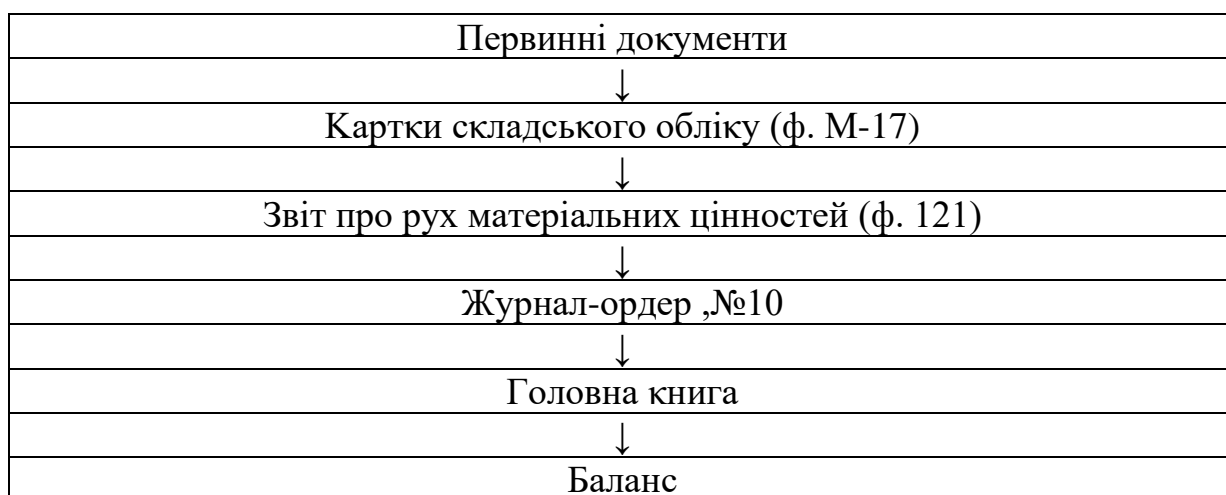 Первинні документи
↓
Картки складського обліку (ф. М-17)
↓
Звіт про рух матеріальних цінностей (ф. 121)
↓
Журнал-ордер ,№10
↓
Головна книга
↓
Баланс